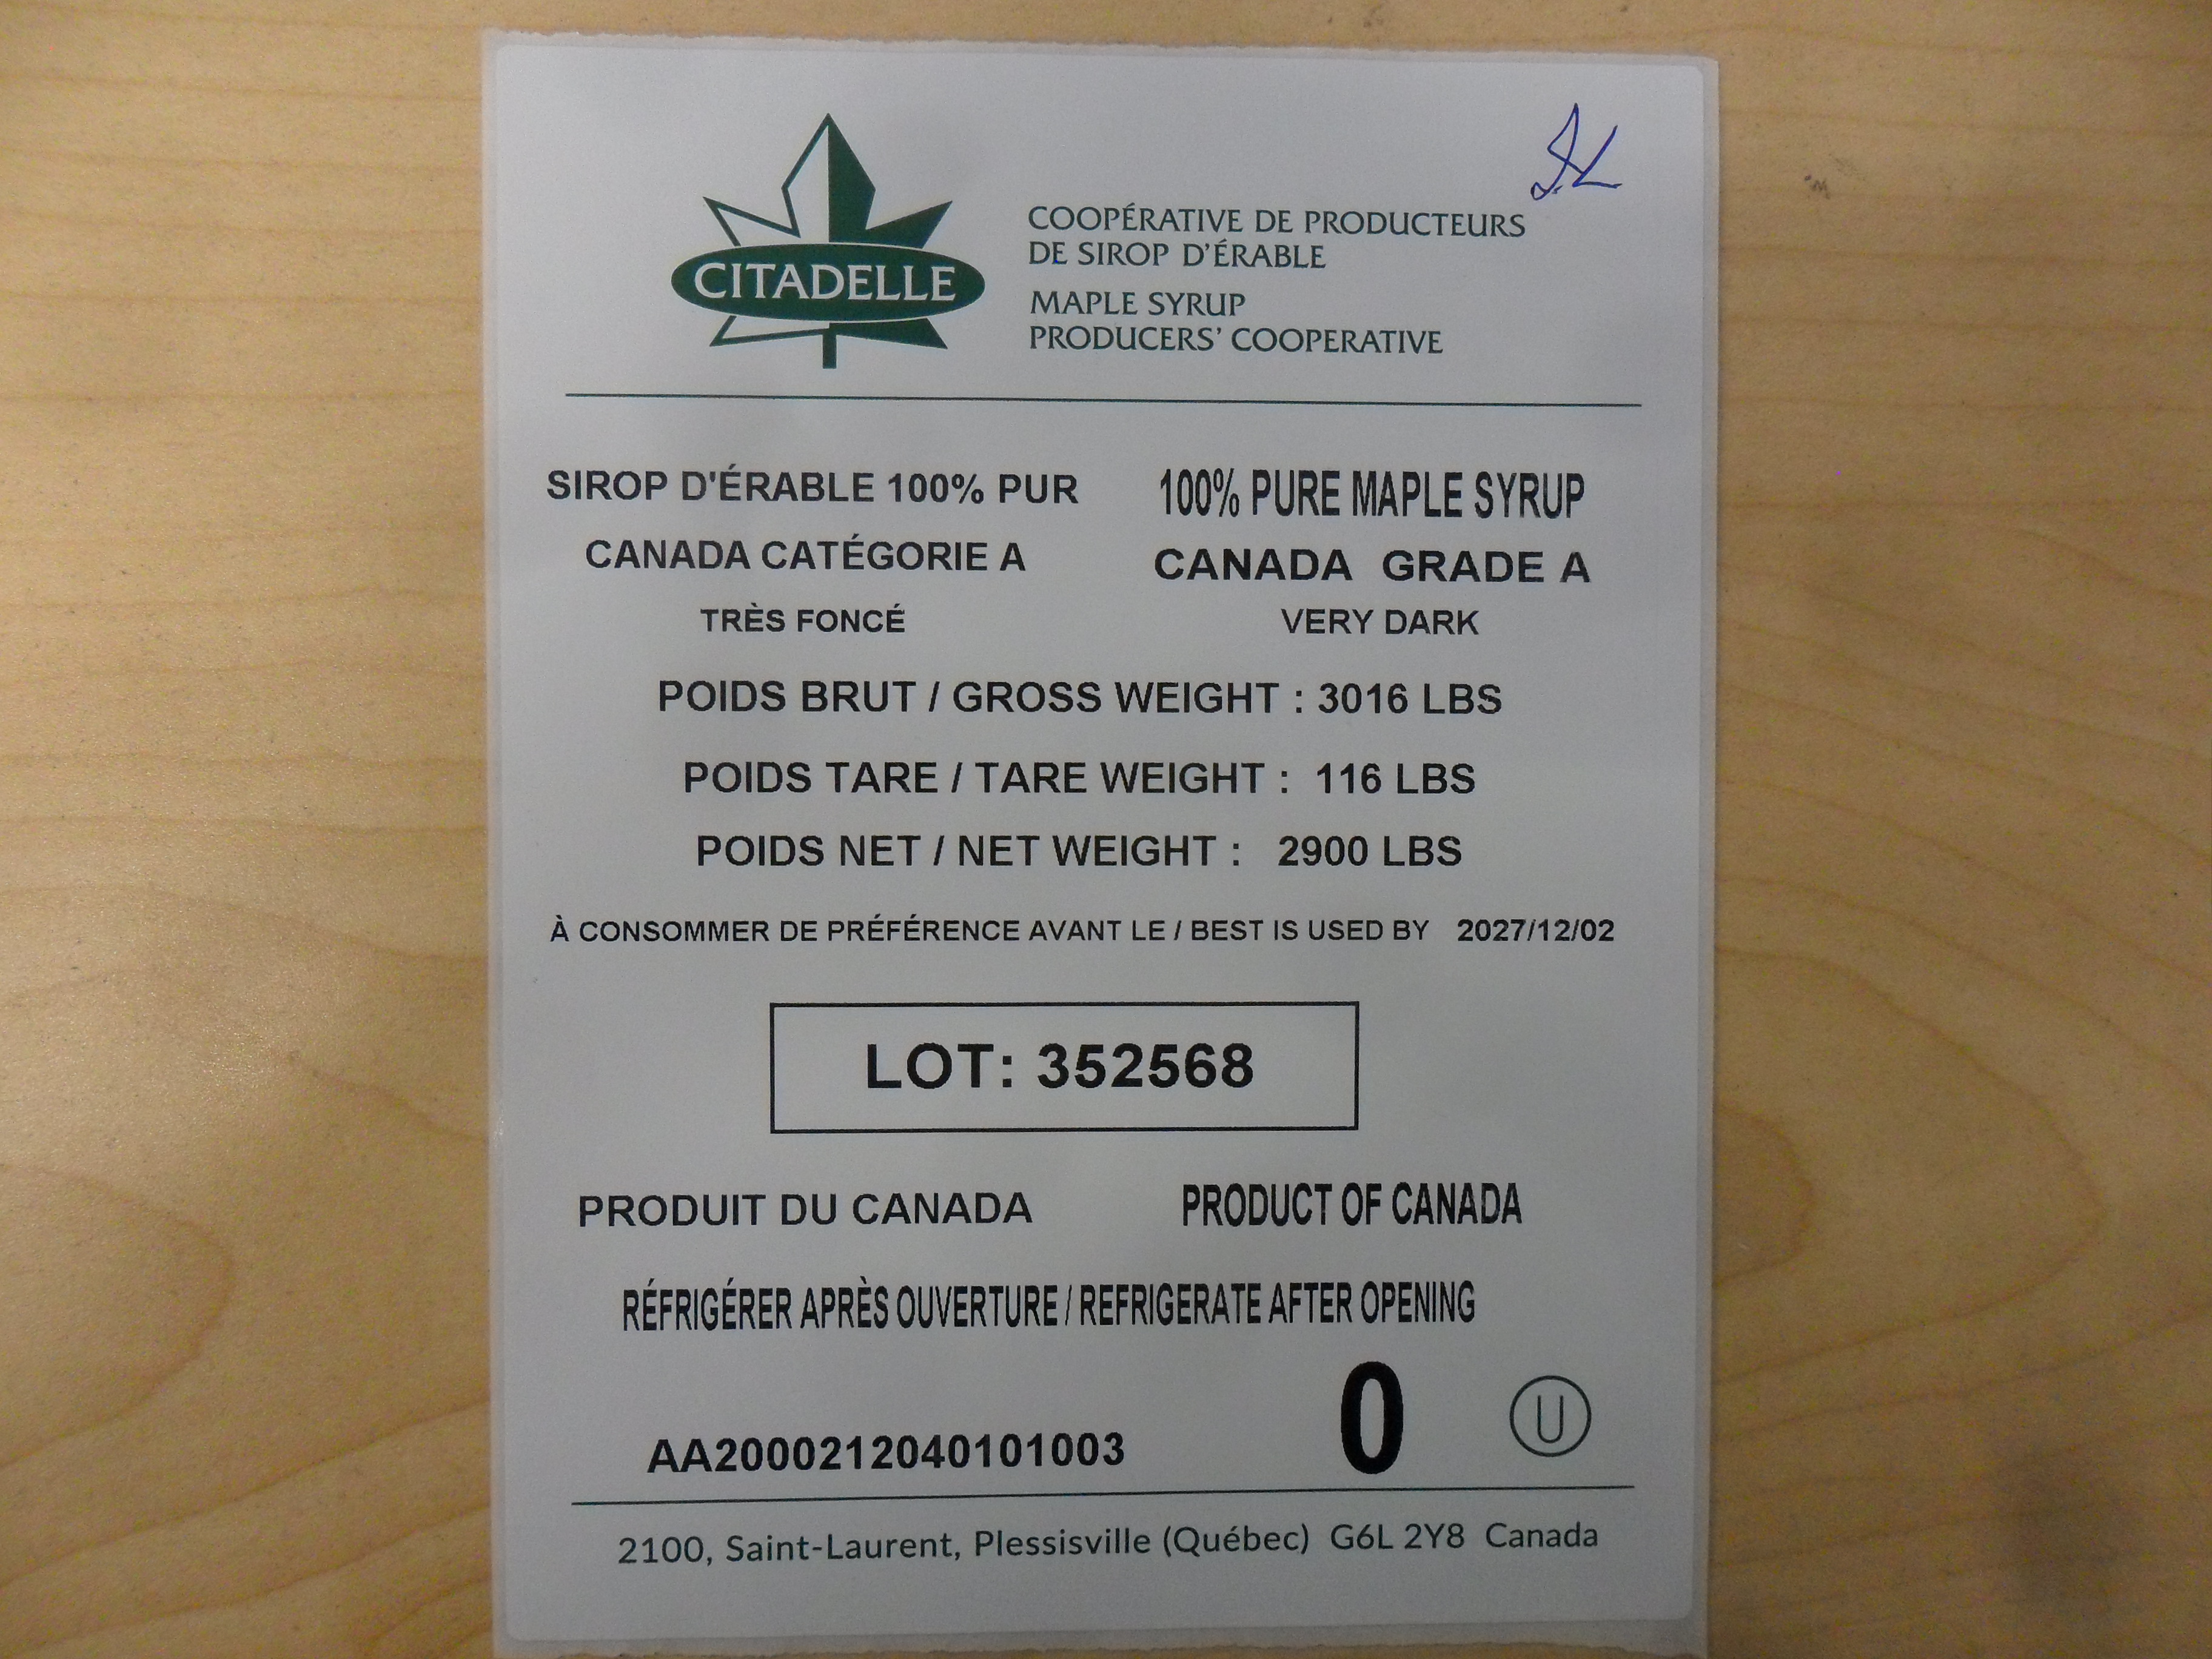 CITADELLE
COOPÉRATIVE DE PRODUCTEURS
DE SIROP D'ÉRABLE
MAPLE SYRUP
PRODUCERS' COOPERATIVE
SIROP D'ÉRABLE 100% PUR 100% PURE MAPLE SYRUP
CANADA CATÉGORIE A CANADA GRADE A
TRÈS FONCÉ VERY DARK
POIDS BRUT / GROSS WEIGHT : 3016 LBS
POIDS TARE / TARE WEIGHT : 116 LBS
POIDS NET / NET WEIGHT : 2900 LBS
À CONSOMMER DE PRÉFÉRENCE AVANT LE / BEST IS USED BY 2027/12/02
LOT: 352568
PRODUIT DU CANADA PRODUCT OF CANADA
RÉFRIGÉRER APRÈS OUVERTURE / REFRIGERATE AFTER OPENING
AA2000212040101003 0 U
2100, Saint-Laurent, Plessisville (Québec) G6L 2Y8 Canada